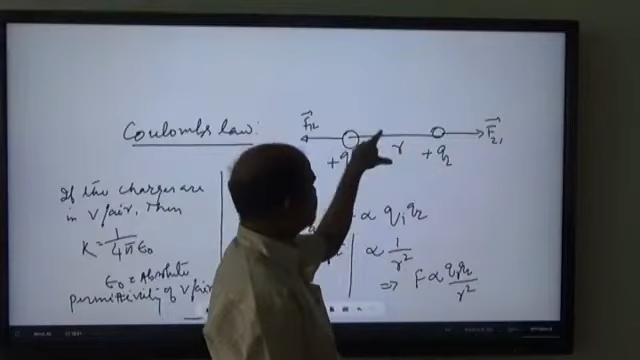 Coulombs law:
F₁₂
F₂₁
+q
r
+q₂
If the charges are
in V/air, Then
K = 1/4πε₀
ε₀ = Absolute
permittivity of V/air
∝ q₁q₂
∝ 1/r²
⇒ F ∝ q₁q₂/r²